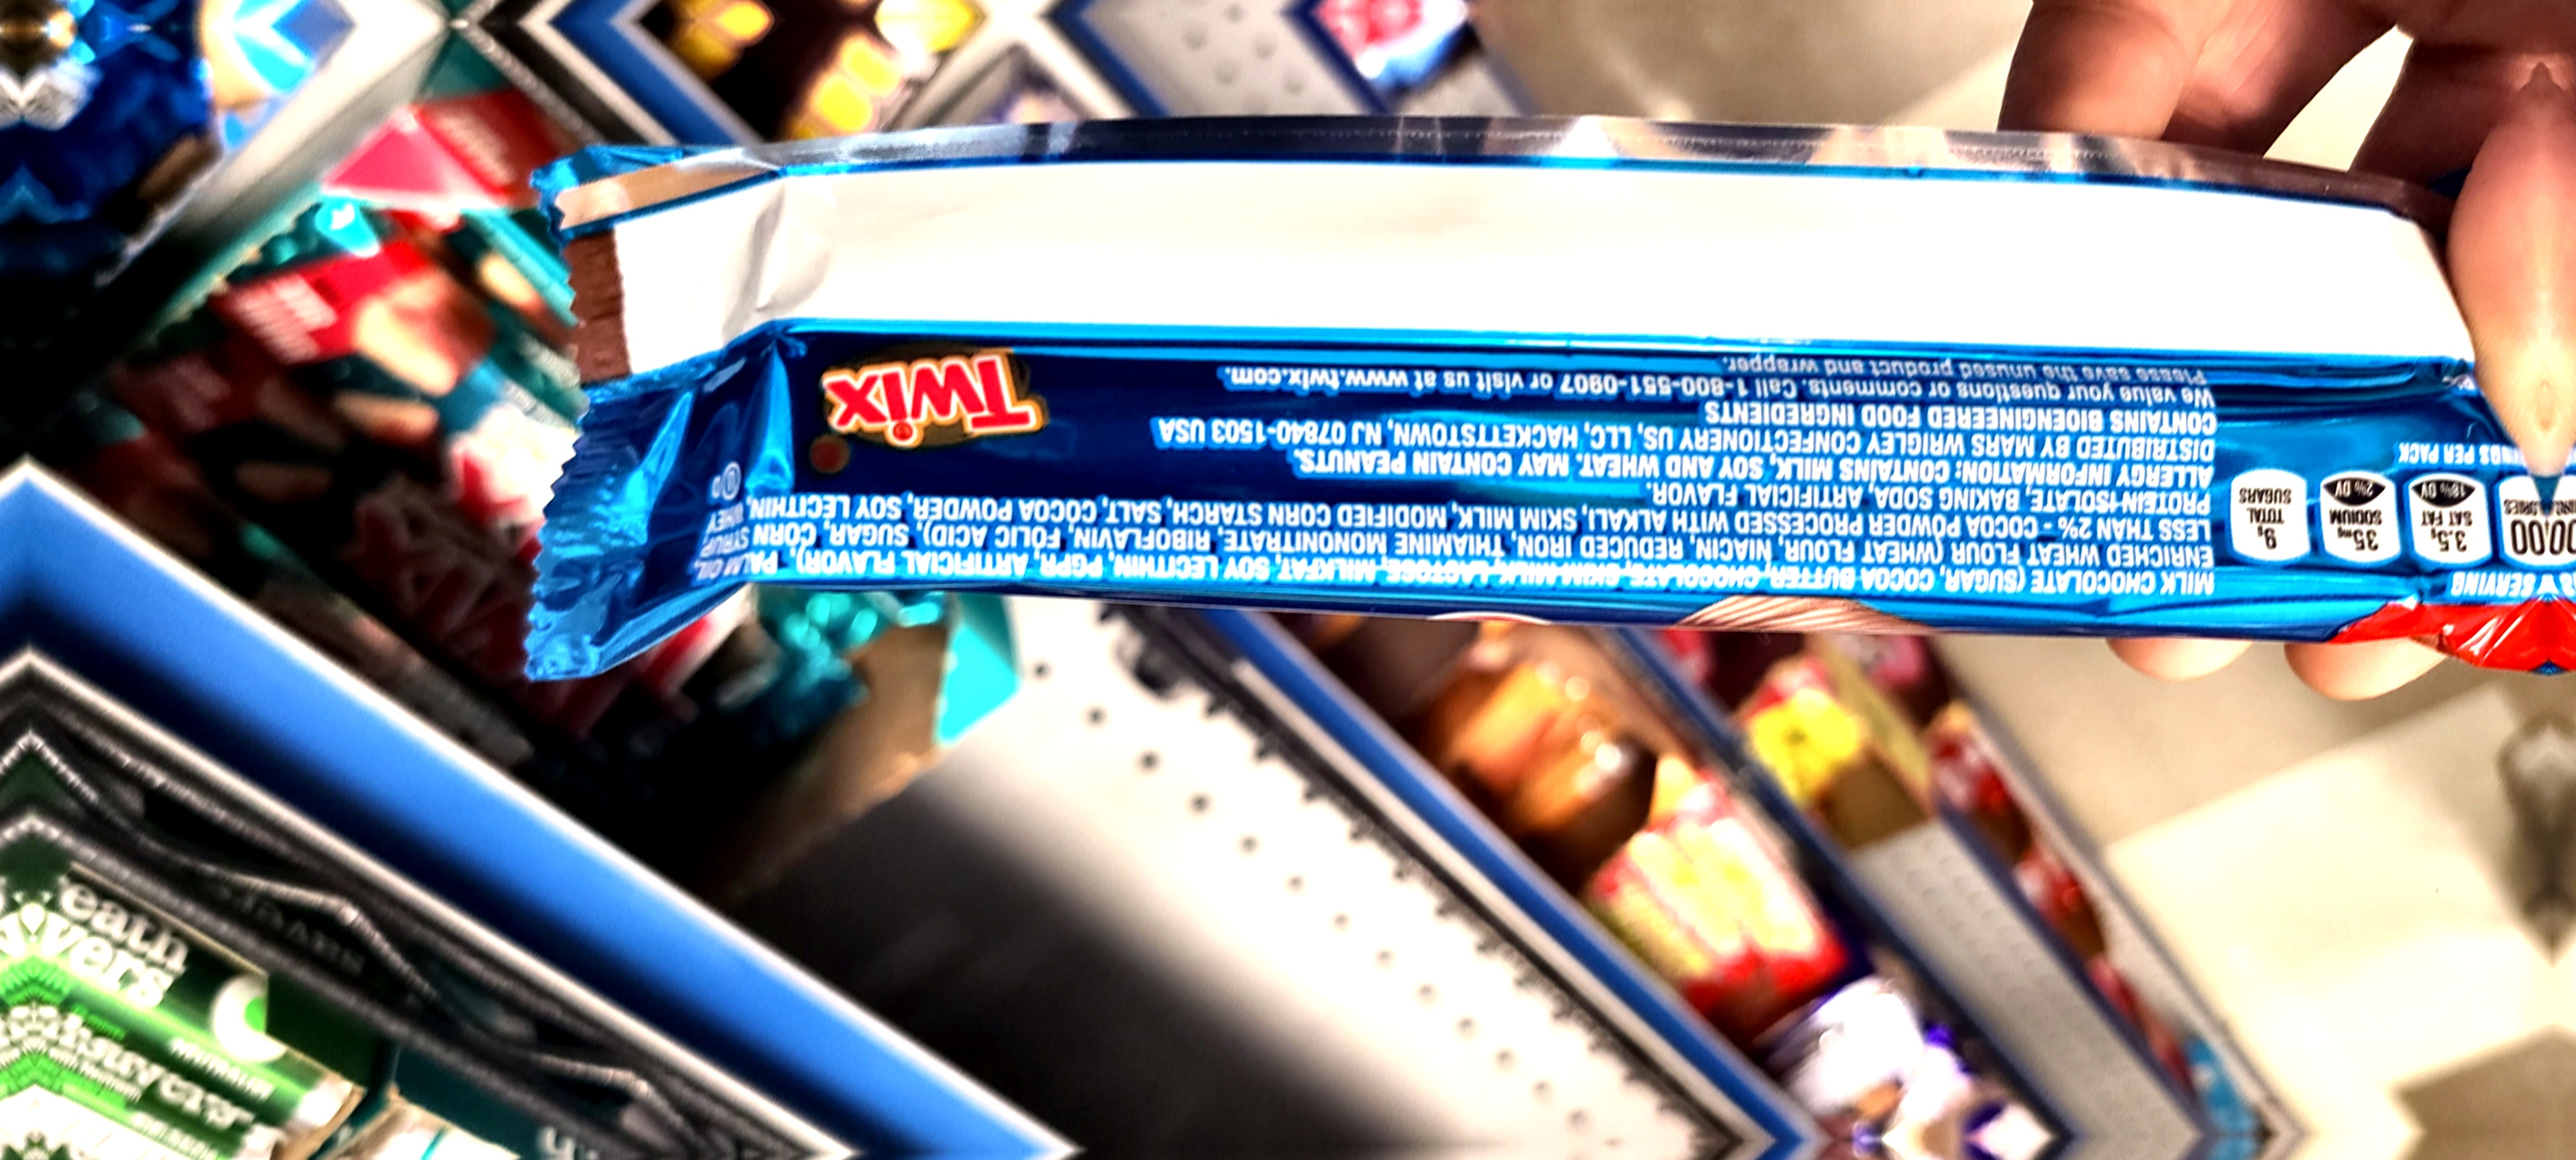 MILK CHOCOLATE (SUGAR, COCOA BUTTER, CHOCOLATE, SKIM MILK, LACTOSE, MILKFAT, SOY LECITHIN, PGPR, ARTIFICIAL FLAVOR), PALM OIL,
ENRICHED WHEAT FLOUR (WHEAT FLOUR, NIACIN, REDUCED IRON, THIAMINE MONONITRATE, RIBOFLAVIN, FOLIC ACID), SUGAR, CORN SYRUP
LESS THAN 2% - COCOA POWDER PROCESSED WITH ALKALI, SKIM MILK, MODIFIED CORN STARCH, SALT, COCOA POWDER, SOY LECITHIN, WHEY
PROTEIN ISOLATE, BAKING SODA, ARTIFICIAL FLAVOR.
ALLERGY INFORMATION: CONTAINS MILK, SOY AND WHEAT. MAY CONTAIN PEANUTS.
DISTRIBUTED BY MARS WRIGLEY CONFECTIONERY US, LLC, HACKETTSTOWN, NJ 07840-1503 USA
CONTAINS BIOENGINEERED FOOD INGREDIENTS
We value your questions or comments. Call 1-800-551-0907 or visit us at www.twix.com.
Please save the unused product and wrapper.
TWix
SERVING
3.5g
SAT FAT
18% DV
35mg
SODIUM
2% DV
9g
TOTAL
SUGARS
PER PACK